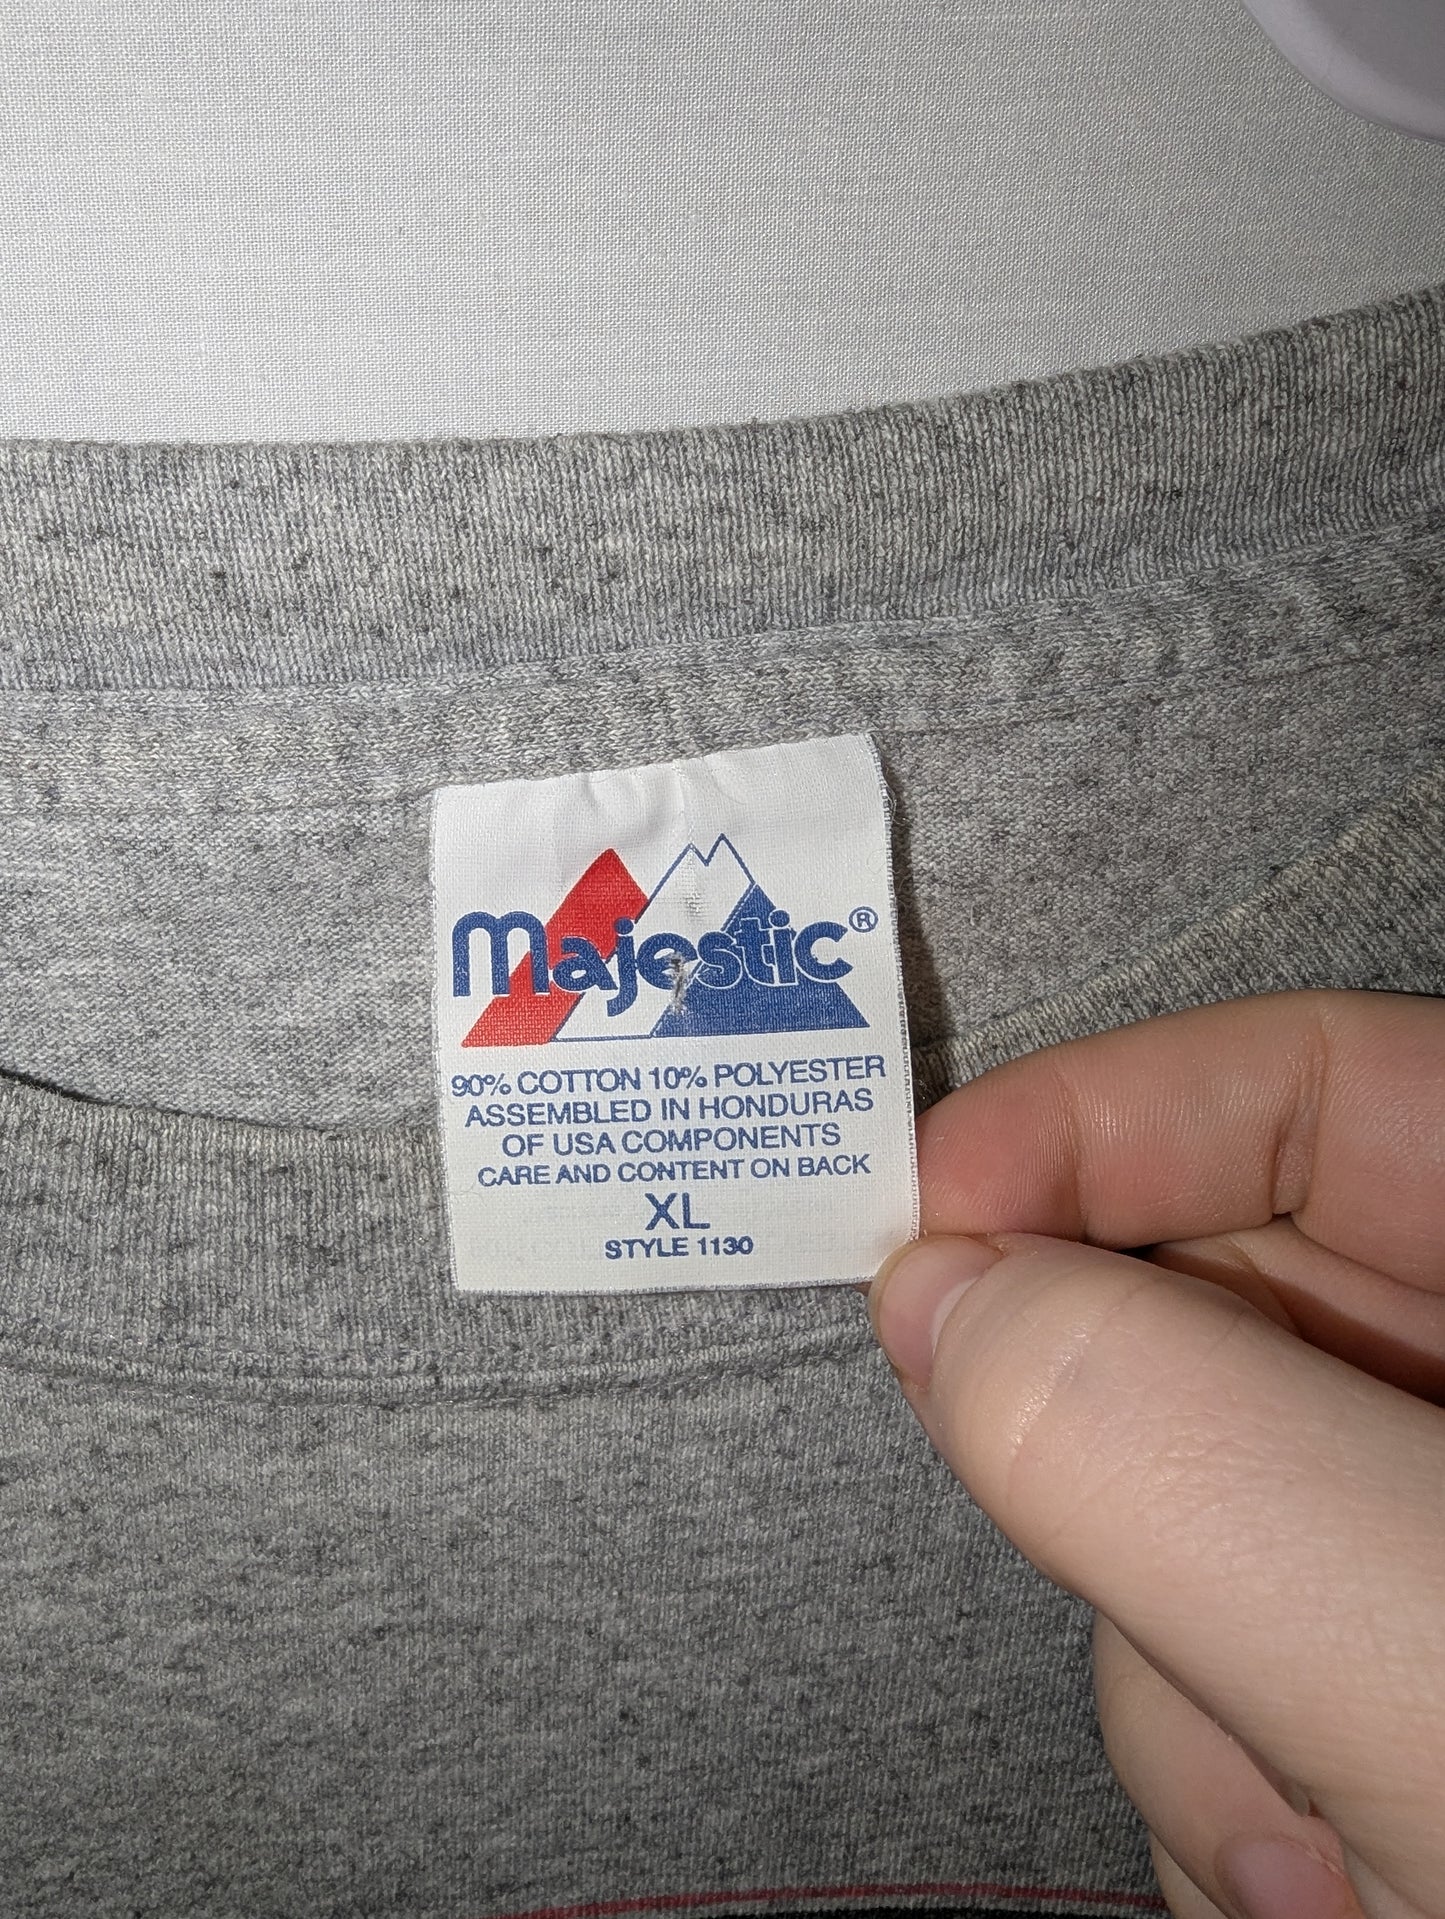 Majestic®
90% COTTON 10% POLYESTER
ASSEMBLED IN HONDURAS
OF USA COMPONENTS
CARE AND CONTENT ON BACK
XL
STYLE 1130